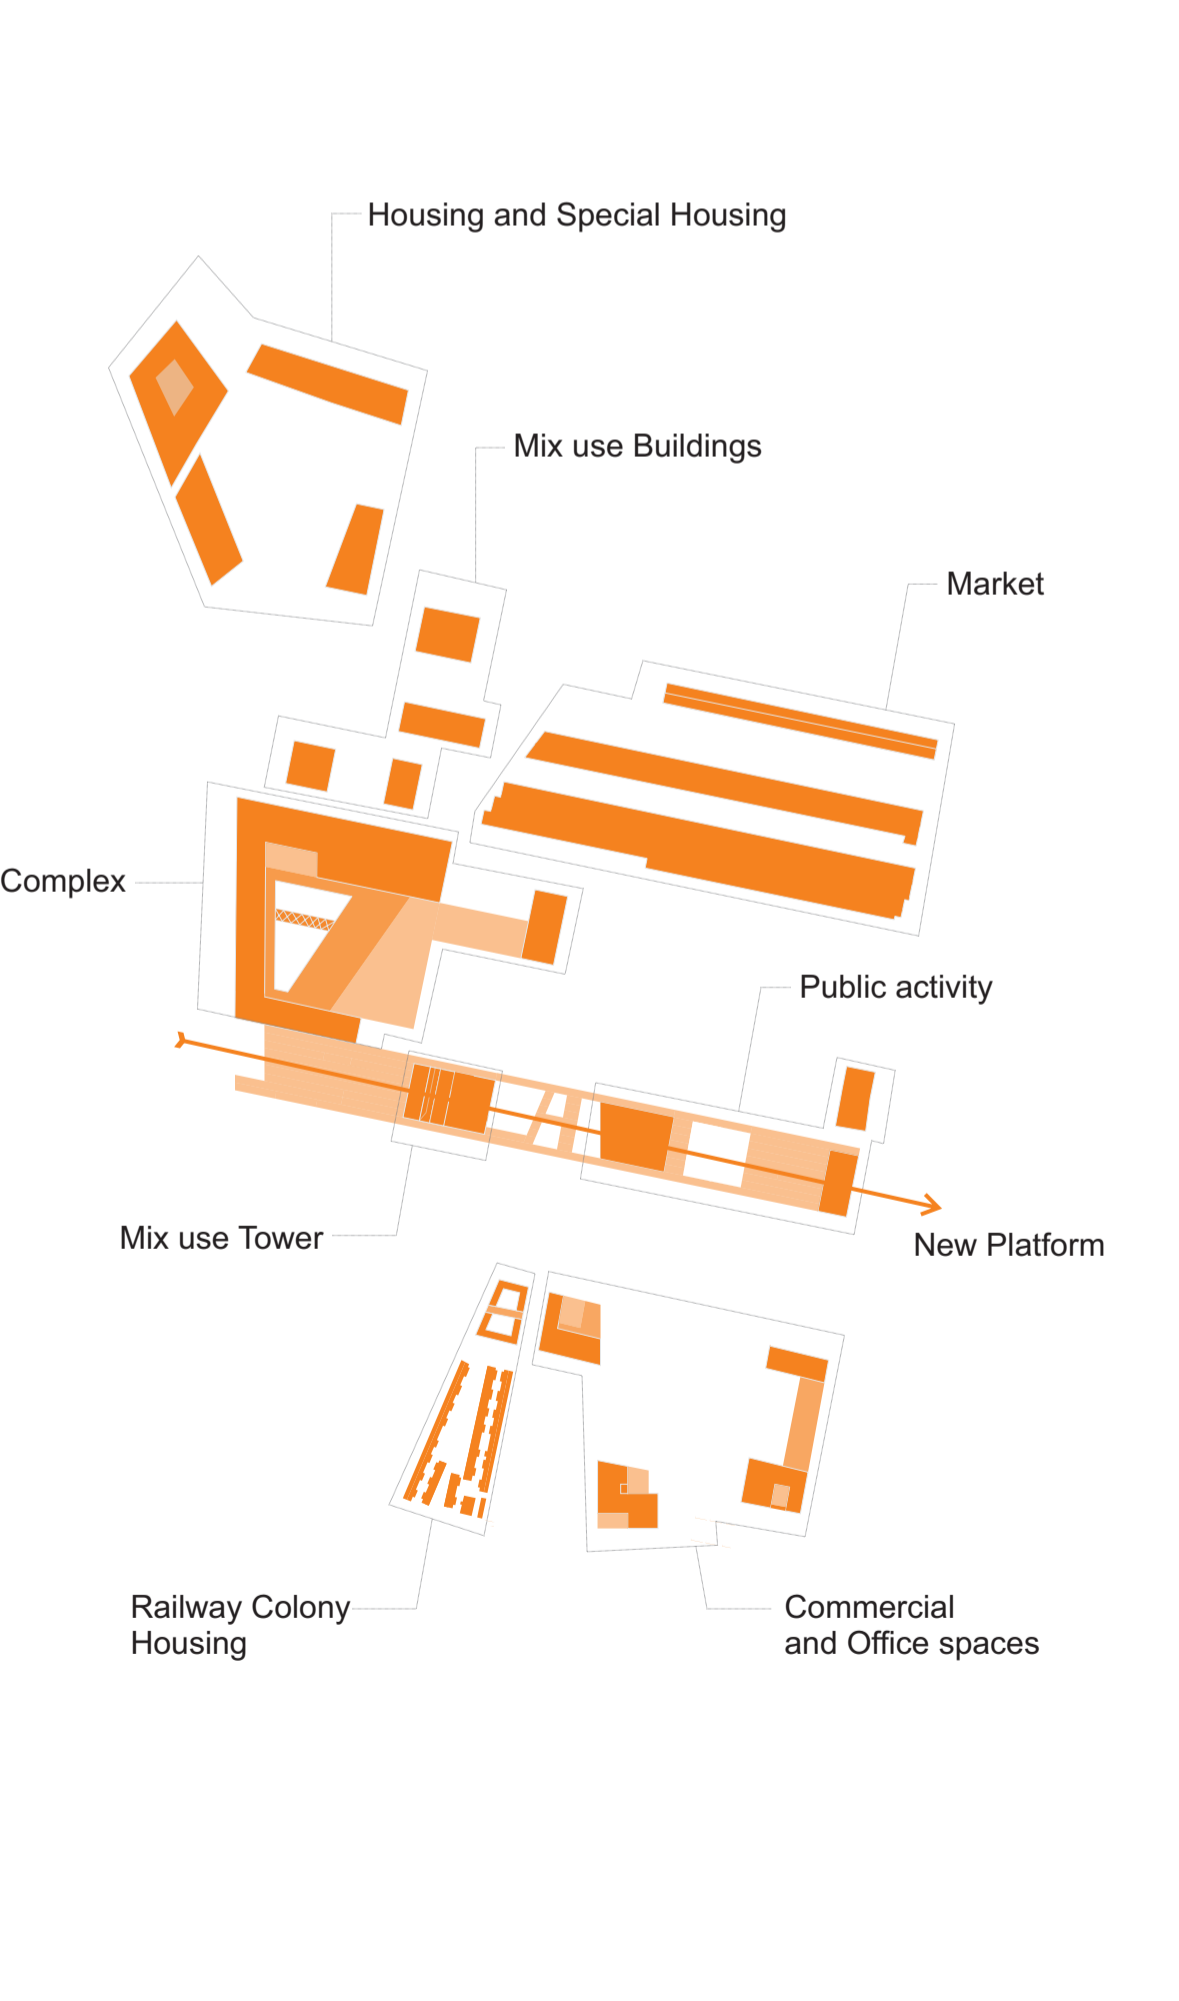 Housing and Special Housing
Mix use Buildings
Market
Complex
Public activity
Mix use Tower
New Platform
Railway Colony
Housing
Commercial
and Office spaces